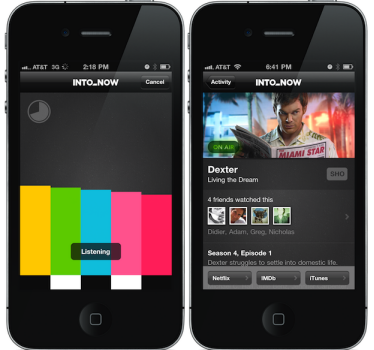 AT&T 3G 2:18 PM
INTO_NOW Cancel
Listening
AT&T 6:41 PM
Activity INTO_NOW
MIAMI STAR
ON AIR
Dexter
Living the Dream
SHO
4 friends watched this
Didier, Adam, Greg, Nicholas
Season 4, Episode 1
Dexter struggles to settle into domestic life.
Netflix IMDb iTunes